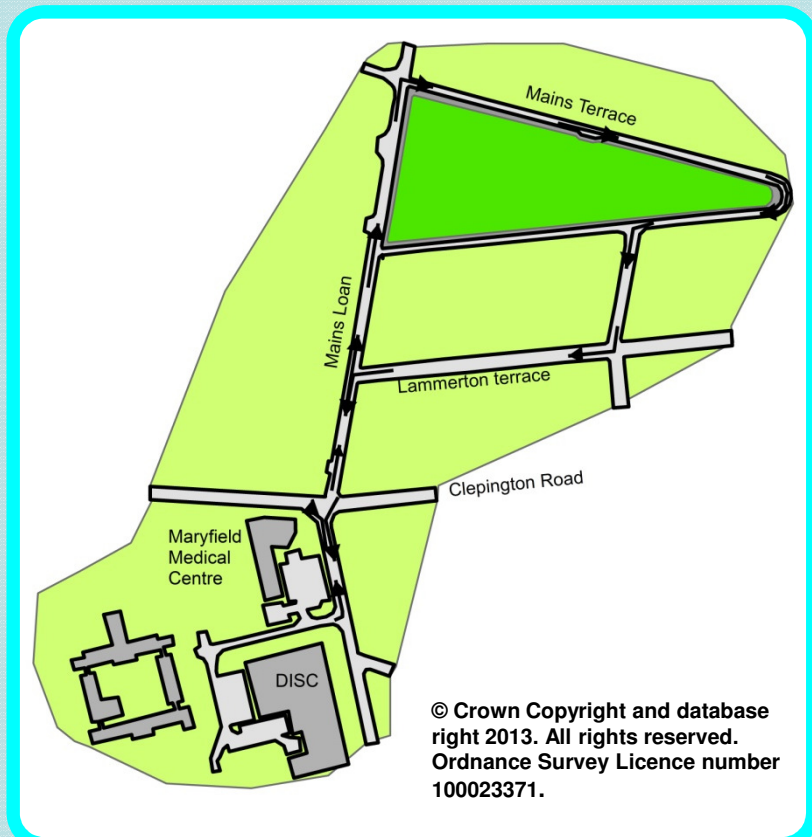 Mains Terrace
Mains Loan
Lammerton terrace
Clepington Road
Maryfield
Medical
Centre
DISC
© Crown Copyright and database
right 2013. All rights reserved.
Ordnance Survey Licence number
100023371.